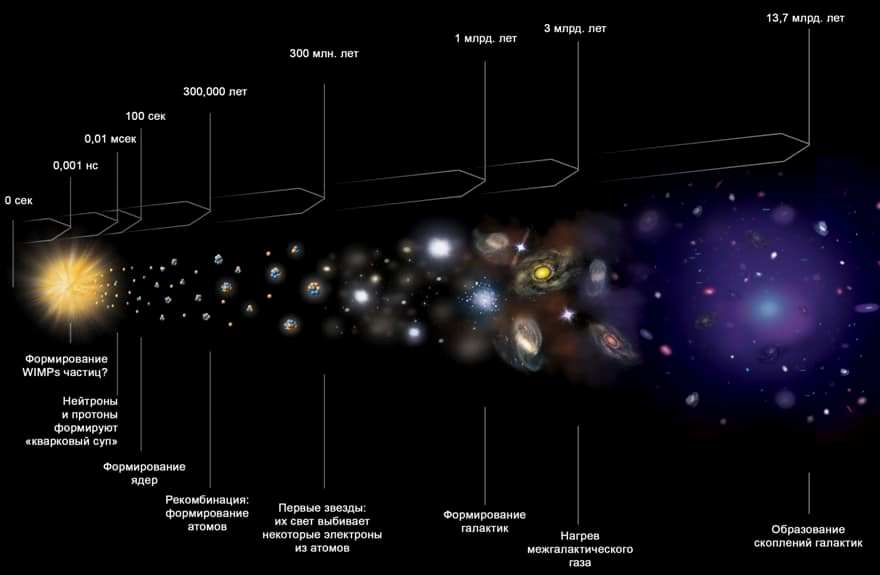 0 сек
0,001 нс
0,01 мсек
100 сек
300,000 лет
300 млн. лет
1 млрд. лет
3 млрд. лет
13,7 млрд. лет
Формирование
WIMPs частиц?
Нейтроны
и протоны
формируют
«кварковый суп»
Формирование
ядер
Рекомбинация:
формирование
атомов
Первые звезды:
их свет выбивает
некоторые электроны
из атомов
Формирование
галактик
Нагрев
межгалактического
газа
Образование
скоплений галактик